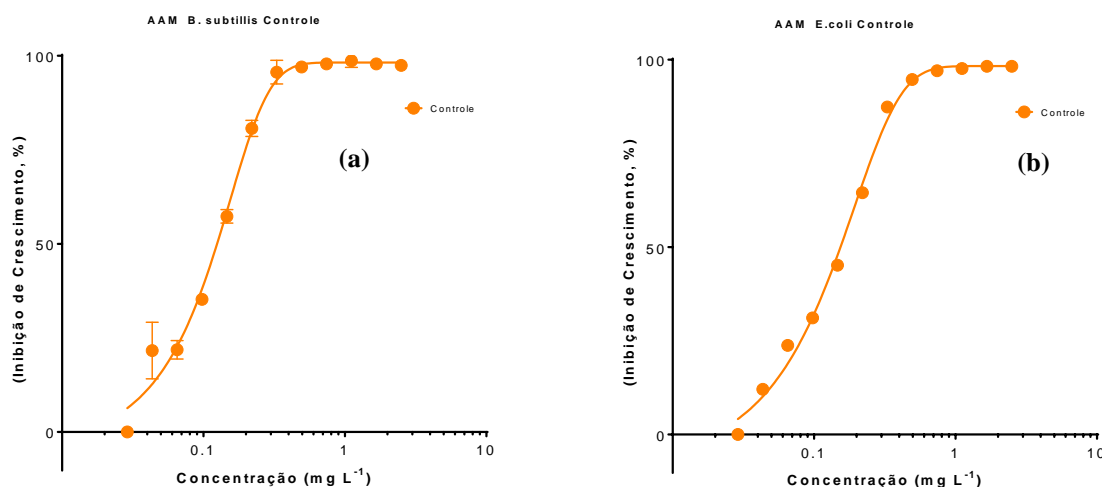 AAM B. subtillis Controle
(Inibição de Crescimento, %)
100
50
0
0.1
1
10
Concentração (mg L⁻¹)
Controle
(a)
AAM E.coli Controle
(Inibição de Crescimento, %)
100
50
0
0.1
1
10
Concentração (mg L⁻¹)
Controle
(b)